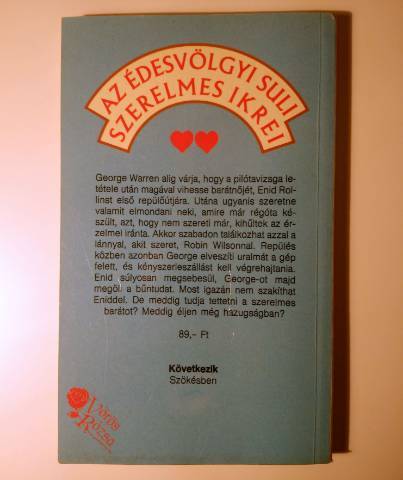 AZ ÉDESVÖLGYI SULI
SZERELMES IKREI
George Warren alig várja, hogy a pilótavizsga le-
tétele után magával vihesse barátnőjét, Enid Rol-
linst első repülőútjára. Utána ugyanis szeretne
valamit elmondani neki, amire már régóta ké-
szült, azt, hogy nem szereti már, kihűltek az ér-
zelmei iránta. Akkor szabadon találkozhat azzal a
lánnyal, akit szeret, Robin Wilsonnal. Repülés
közben azonban George elveszíti uralmát a gép
felett, és kényszerleszállást kell végrehajtania.
Enid súlyosan megsebesül, George-ot majd
megöli a bűntudat. Most igazán nem szakíthat
Eniddel. De meddig tudja tettetni a szerelmes
barátot? Meddig éljen még hazugságban?
89,– Ft
Következik
Szökésben
Vörös
Rózsa